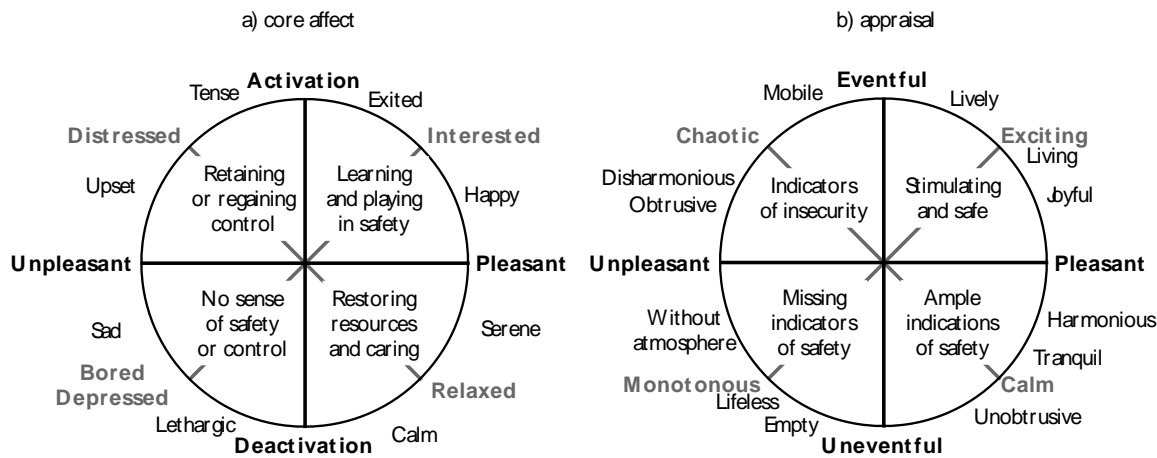 a) core affect
Activation
Tense
Exited
Distressed
Interested
Upset
Happy
Retaining
or regaining
control
Learning
and playing
in safety
Unpleasant
Pleasant
No sense
of safety
or control
Restoring
resources
and caring
Sad
Serene
Bored
Depressed
Relaxed
Lethargic
Calm
Deactivation
b) appraisal
Eventful
Mobile
Lively
Chaotic
Exciting
Living
Disharmonious
Obtrusive
Joyful
Indicators
of insecurity
Stimulating
and safe
Unpleasant
Pleasant
Missing
indicators
of safety
Ample
indications
of safety
Without
atmosphere
Harmonious
Tranquil
Monotonous
Calm
Lifeless
Empty
Unobtrusive
Uneventful